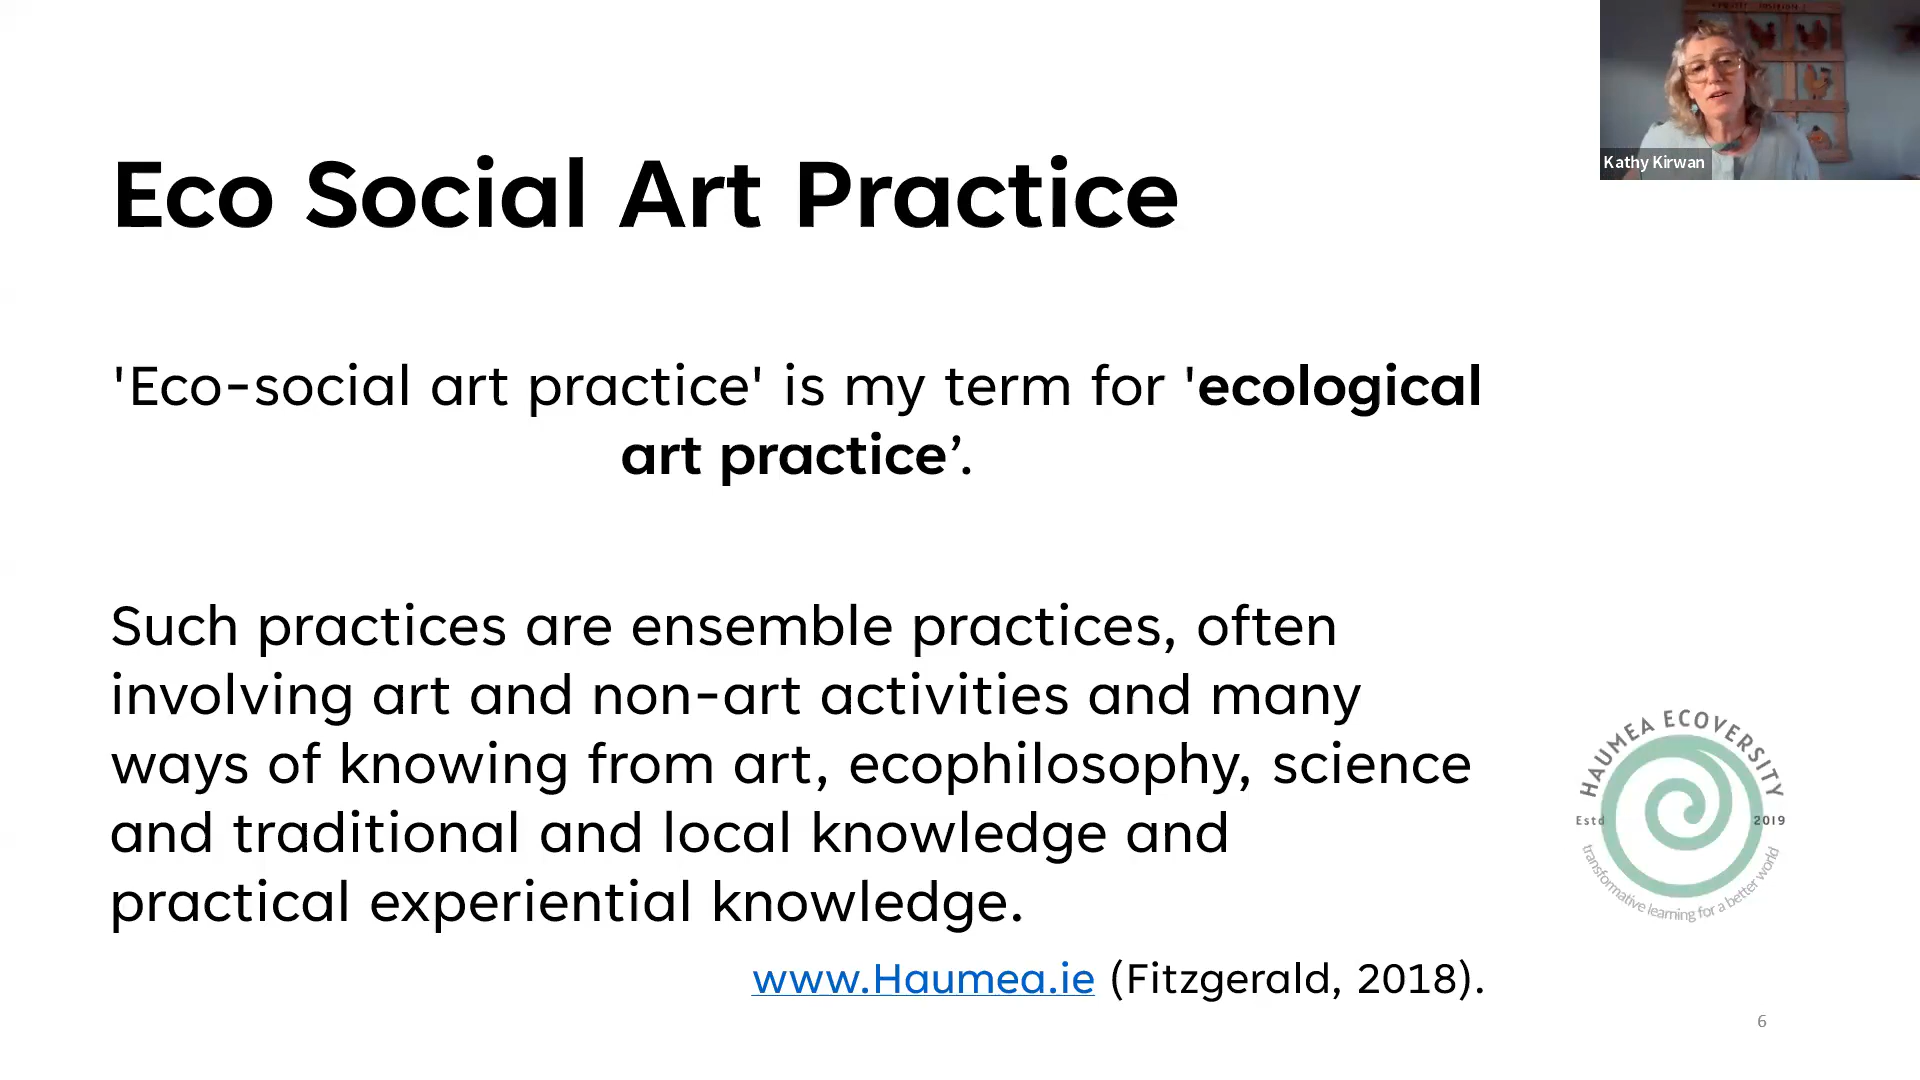 Kathy Kirwan
Eco Social Art Practice
'Eco-social art practice' is my term for 'ecological
art practice’.
Such practices are ensemble practices, often
involving art and non-art activities and many
ways of knowing from art, ecophilosophy, science
and traditional and local knowledge and
practical experiential knowledge.
www.Haumea.ie (Fitzgerald, 2018).
HAUMEA ECOVERSITY
Estd 2019
transformative learning for a better world
6